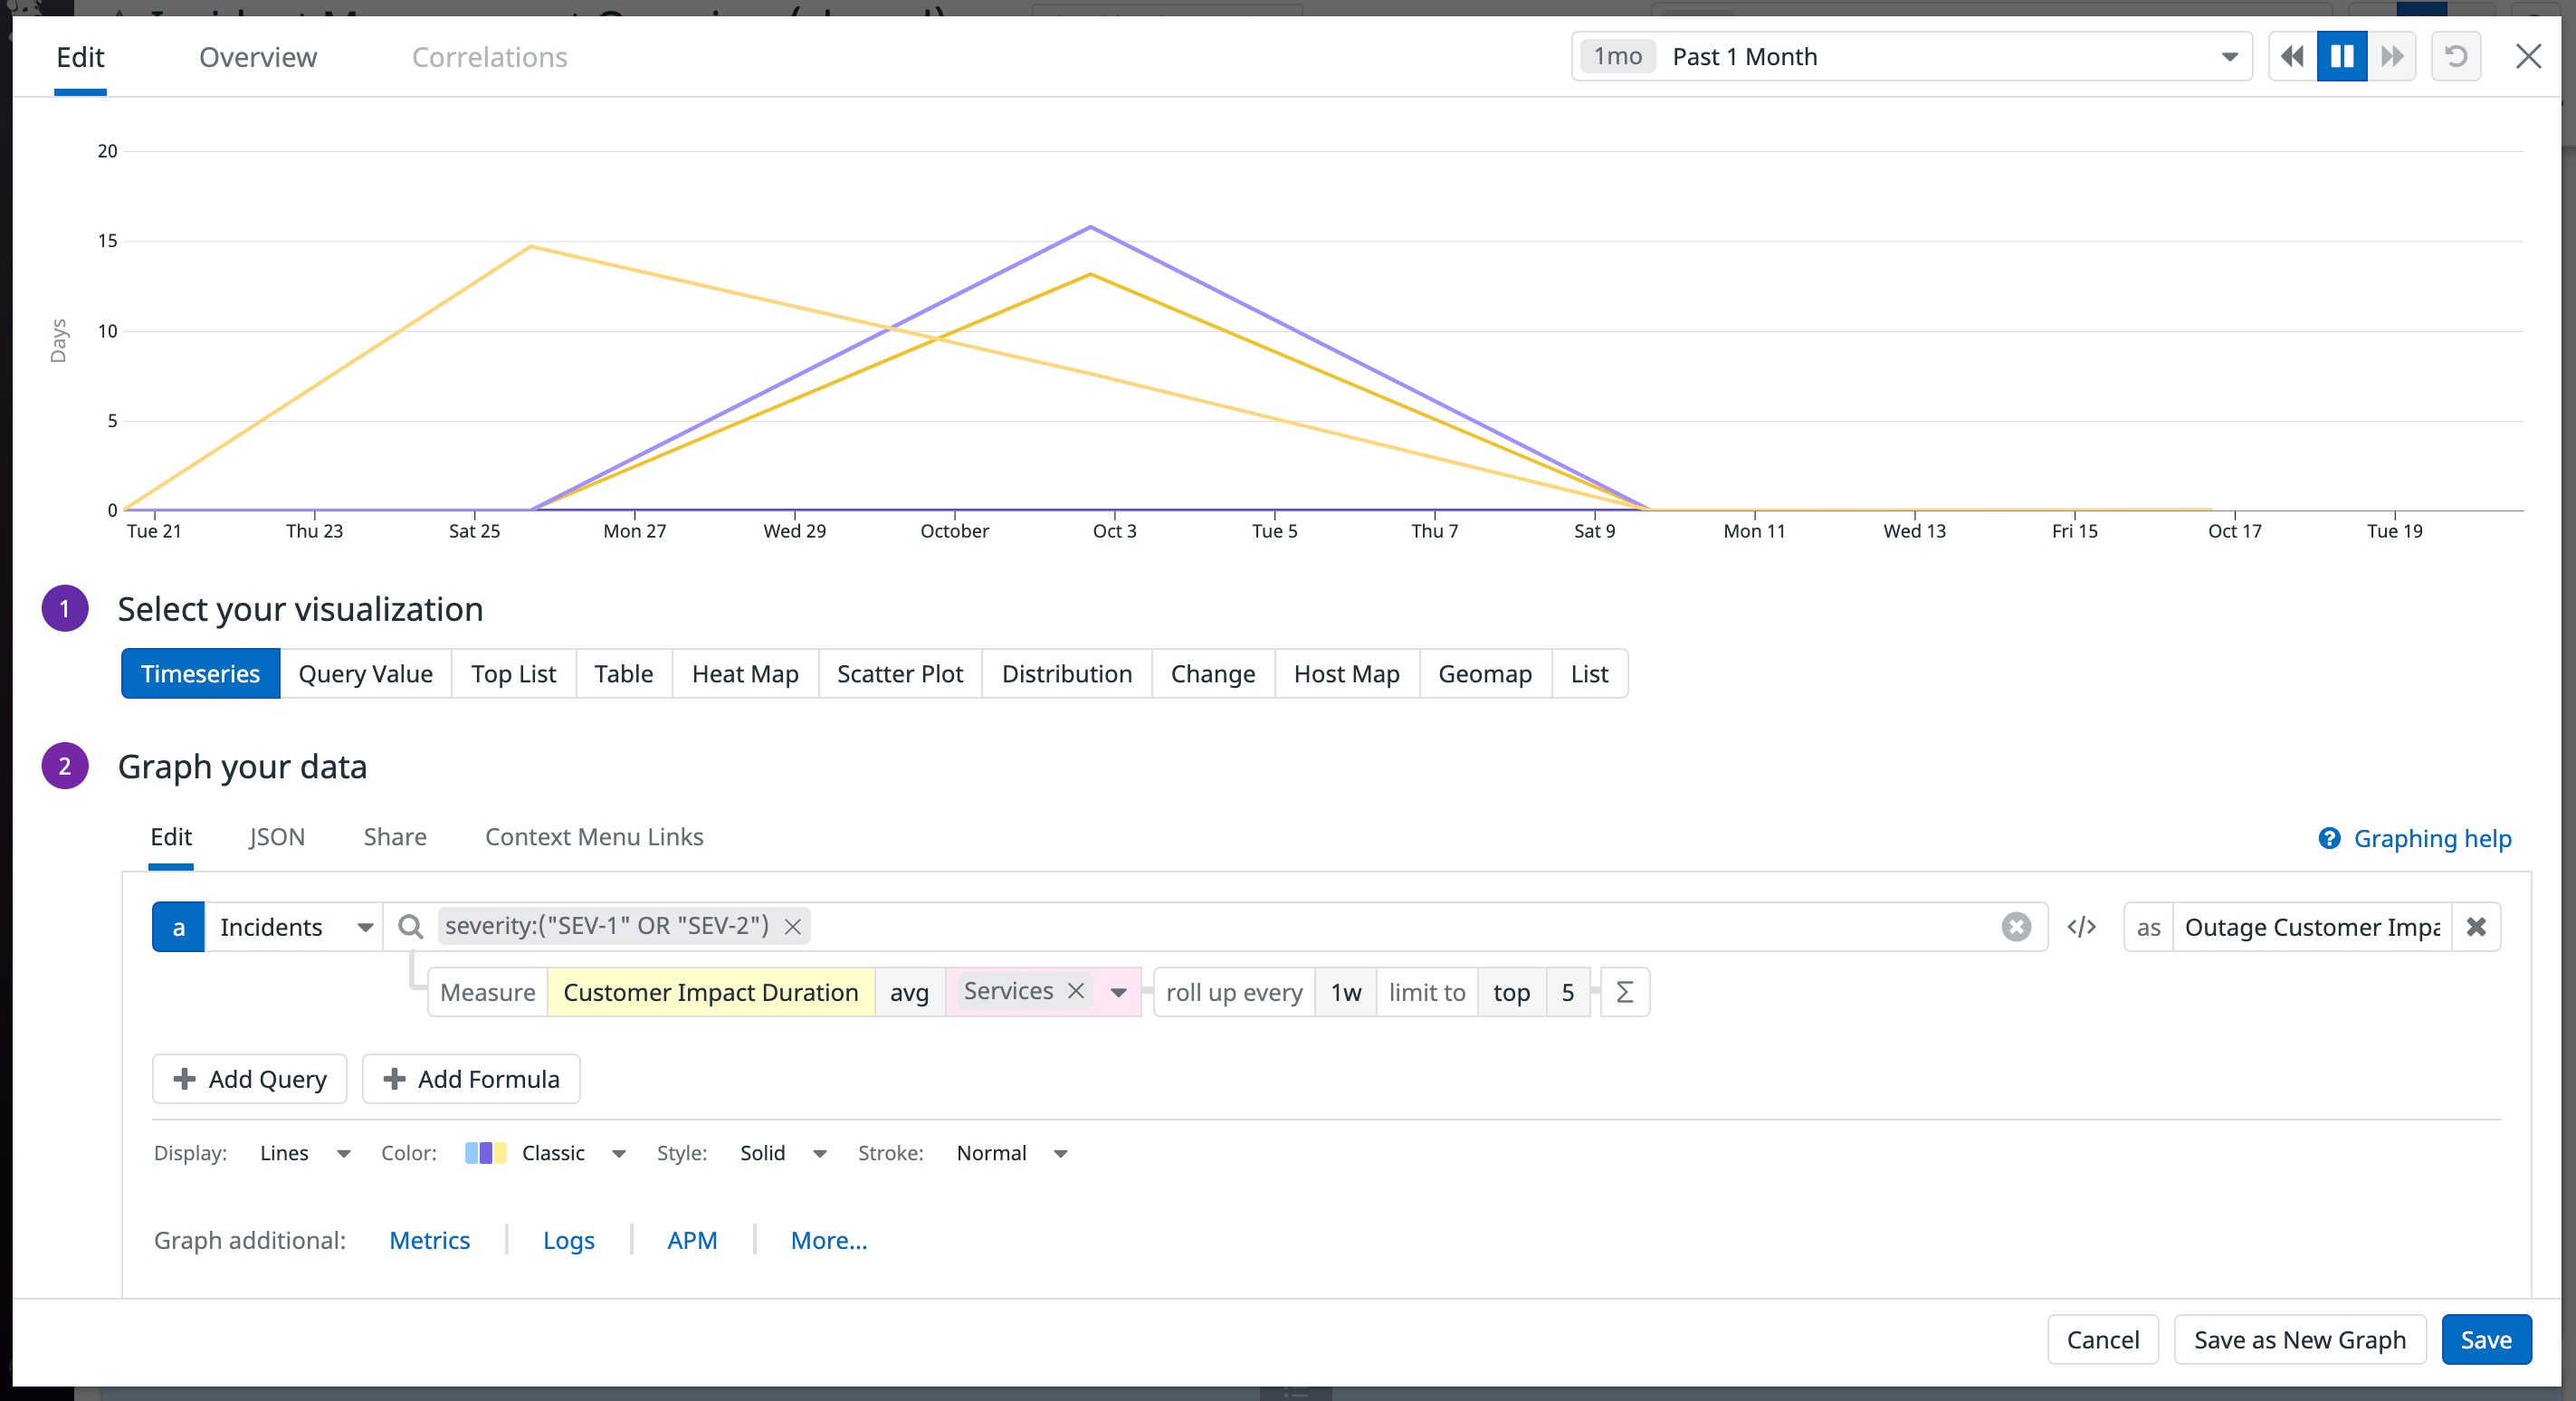 Edit Overview Correlations 1mo Past 1 Month
20
15
10
5
0
Days
Tue 21 Thu 23 Sat 25 Mon 27 Wed 29 October Oct 3 Tue 5 Thu 7 Sat 9 Mon 11 Wed 13 Fri 15 Oct 17 Tue 19
1 Select your visualization
Timeseries Query Value Top List Table Heat Map Scatter Plot Distribution Change Host Map Geomap List
2 Graph your data
Edit JSON Share Context Menu Links ? Graphing help
a Incidents severity:("SEV-1" OR "SEV-2") </> as Outage Customer Impa
Measure Customer Impact Duration avg Services roll up every 1w limit to top 5 Σ
Add Query Add Formula
Display: Lines Color: Classic Style: Solid Stroke: Normal
Graph additional: Metrics Logs APM More...
Cancel Save as New Graph Save